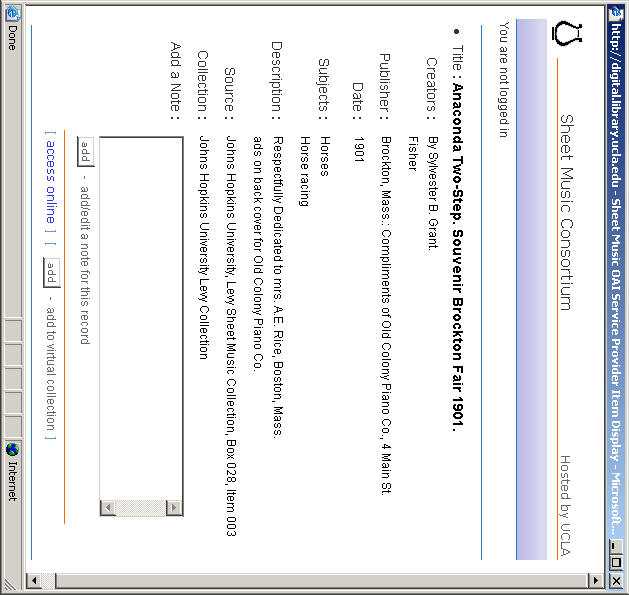 http://digital.library.ucla.edu - Sheet Music OAI Service Provider Item Display - Microsoft...
Sheet Music Consortium
Hosted by UCLA
You are not logged in
Title : Anaconda Two-Step. Souvenir Brockton Fair 1901.
Creators : By Sylvester B. Grant.
Fisher
Publisher : Brockton, Mass.: Compliments of Old Colony Piano Co., 4 Main St.
Date : 1901
Subjects : Horses
Horse racing
Description : Respectfully Dedicated to mrs. A.E. Rice, Boston, Mass.
ads on back cover for Old Colony Piano Co.
Source : Johns Hopkins University, Levy Sheet Music Collection, Box 028, Item 003
Collection : Johns Hopkins University Levy Collection
Add a Note :
add - add/edit a note for this record
[ access online ] [ add - add to virtual collection ]
Done
Internet